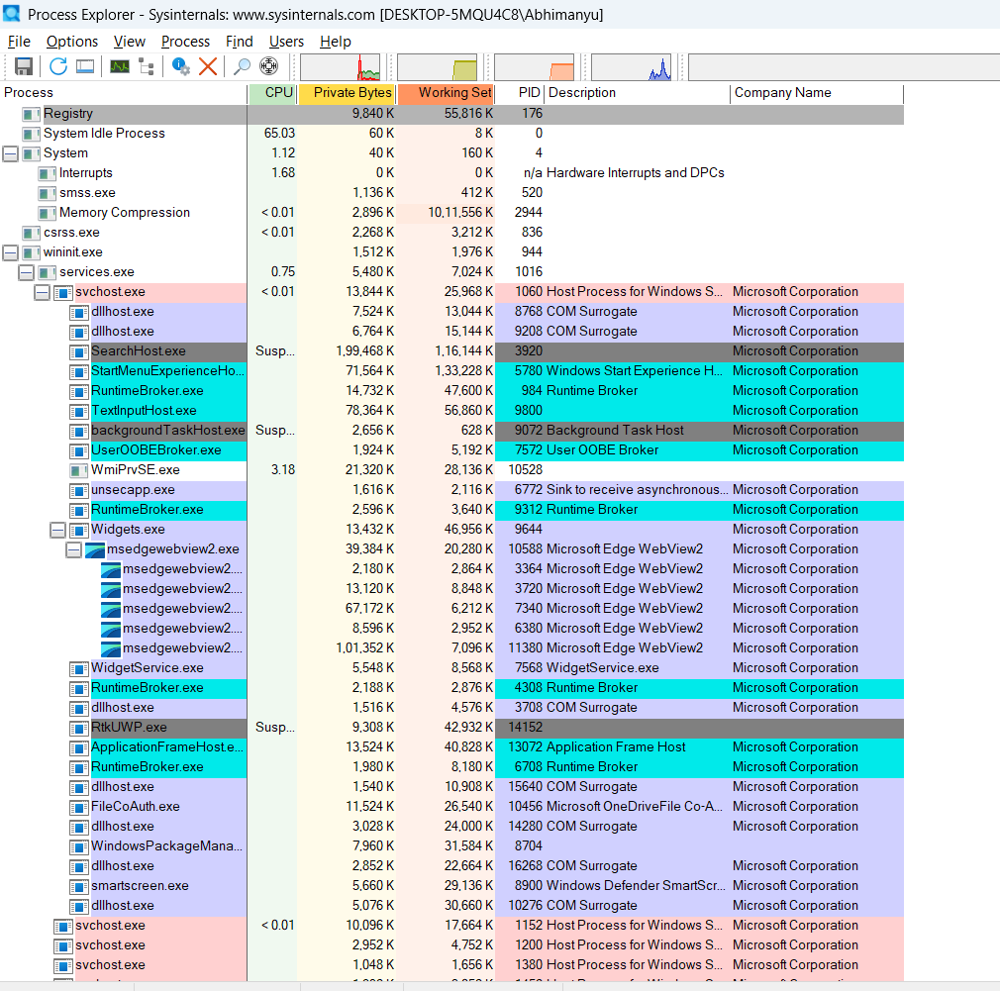 Process Explorer - Sysinternals: www.sysinternals.com [DESKTOP-5MQU4C8\Abhimanyu]
File Options View Process Find Users Help
Process CPU Private Bytes Working Set PID Description Company Name
Registry 9,840 K 55,816 K 176
System Idle Process 65.03 60 K 8 K 0
System 1.12 40 K 160 K 4
Interrupts 1.68 0 K 0 K n/a Hardware Interrupts and DPCs
smss.exe 1,136 K 412 K 520
Memory Compression < 0.01 2,896 K 10,11,556 K 2944
csrss.exe < 0.01 2,268 K 3,212 K 836
wininit.exe 1,512 K 1,976 K 944
services.exe 0.75 5,480 K 7,024 K 1016
svchost.exe < 0.01 13,844 K 25,968 K 1060 Host Process for Windows S... Microsoft Corporation
dllhost.exe 7,524 K 13,044 K 8768 COM Surrogate Microsoft Corporation
dllhost.exe 6,764 K 15,144 K 9208 COM Surrogate Microsoft Corporation
SearchHost.exe Susp... 1,99,468 K 1,16,144 K 3920 Microsoft Corporation
StartMenuExperienceHo... 71,564 K 1,33,228 K 5780 Windows Start Experience H... Microsoft Corporation
RuntimeBroker.exe 14,732 K 47,600 K 984 Runtime Broker Microsoft Corporation
TextInputHost.exe 78,364 K 56,860 K 9800 Microsoft Corporation
backgroundTaskHost.exe Susp... 2,656 K 628 K 9072 Background Task Host Microsoft Corporation
UserOOBEBroker.exe 1,924 K 5,192 K 7572 User OOBE Broker Microsoft Corporation
WmiPrvSE.exe 3.18 21,320 K 28,136 K 10528
unsecapp.exe 1,616 K 2,116 K 6772 Sink to receive asynchronous... Microsoft Corporation
RuntimeBroker.exe 2,596 K 3,640 K 9312 Runtime Broker Microsoft Corporation
Widgets.exe 13,432 K 46,956 K 9644 Microsoft Corporation
msedgewebview2.exe 39,384 K 20,280 K 10588 Microsoft Edge WebView2 Microsoft Corporation
msedgewebview2.... 2,180 K 2,864 K 3364 Microsoft Edge WebView2 Microsoft Corporation
msedgewebview2.... 13,120 K 8,848 K 3720 Microsoft Edge WebView2 Microsoft Corporation
msedgewebview2.... 67,172 K 6,212 K 7340 Microsoft Edge WebView2 Microsoft Corporation
msedgewebview2.... 8,596 K 2,952 K 6380 Microsoft Edge WebView2 Microsoft Corporation
msedgewebview2.... 1,01,352 K 7,096 K 11380 Microsoft Edge WebView2 Microsoft Corporation
WidgetService.exe 5,548 K 8,568 K 7568 WidgetService.exe Microsoft Corporation
RuntimeBroker.exe 2,188 K 2,876 K 4308 Runtime Broker Microsoft Corporation
dllhost.exe 1,516 K 4,576 K 3708 COM Surrogate Microsoft Corporation
RtkUWP.exe Susp... 9,308 K 42,932 K 14152
ApplicationFrameHost.e... 13,524 K 40,828 K 13072 Application Frame Host Microsoft Corporation
RuntimeBroker.exe 1,980 K 8,180 K 6708 Runtime Broker Microsoft Corporation
dllhost.exe 1,540 K 10,908 K 15640 COM Surrogate Microsoft Corporation
FileCoAuth.exe 11,524 K 26,540 K 10456 Microsoft OneDriveFile Co-A... Microsoft Corporation
dllhost.exe 3,028 K 24,000 K 14280 COM Surrogate Microsoft Corporation
WindowsPackageMana... 7,960 K 31,584 K 8704
dllhost.exe 2,852 K 22,664 K 16268 COM Surrogate Microsoft Corporation
smartscreen.exe 5,660 K 29,136 K 8900 Windows Defender SmartScr... Microsoft Corporation
dllhost.exe 5,076 K 30,660 K 10276 COM Surrogate Microsoft Corporation
svchost.exe < 0.01 10,096 K 17,664 K 1152 Host Process for Windows S... Microsoft Corporation
svchost.exe 2,952 K 4,752 K 1200 Host Process for Windows S... Microsoft Corporation
svchost.exe 1,048 K 1,656 K 1380 Host Process for Windows S... Microsoft Corporation